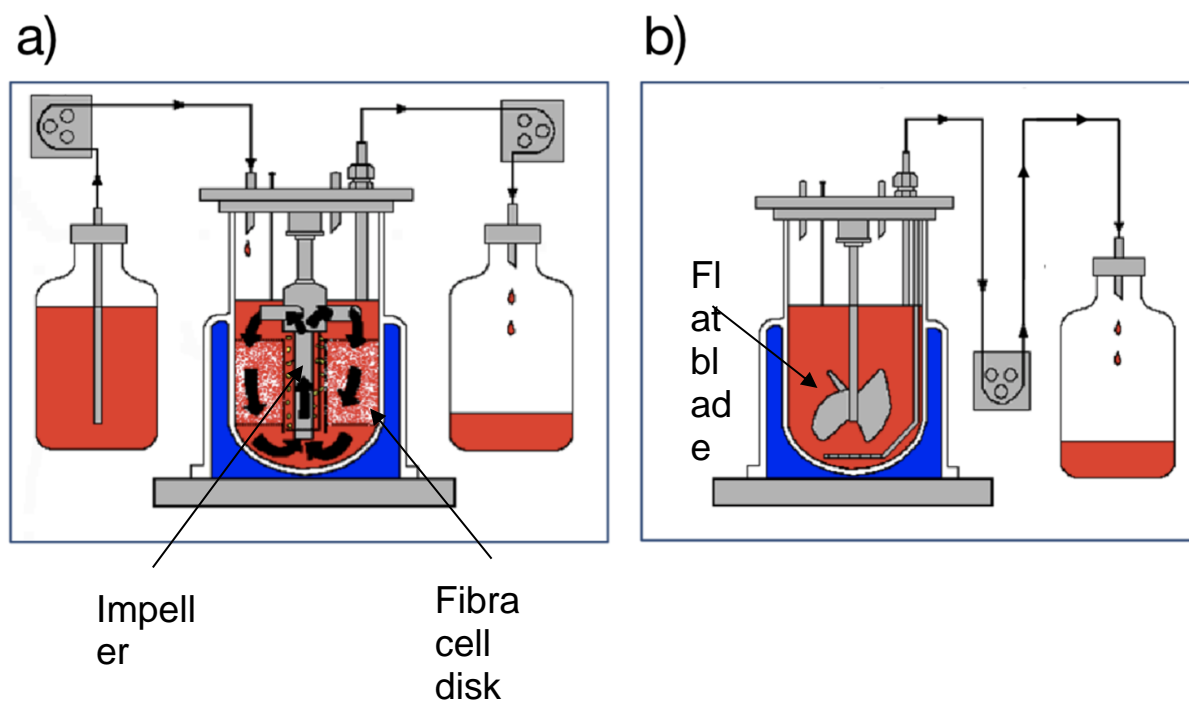 a)
b)
Fl
at
bl
ad
e
Impell
er
Fibra
cell
disk